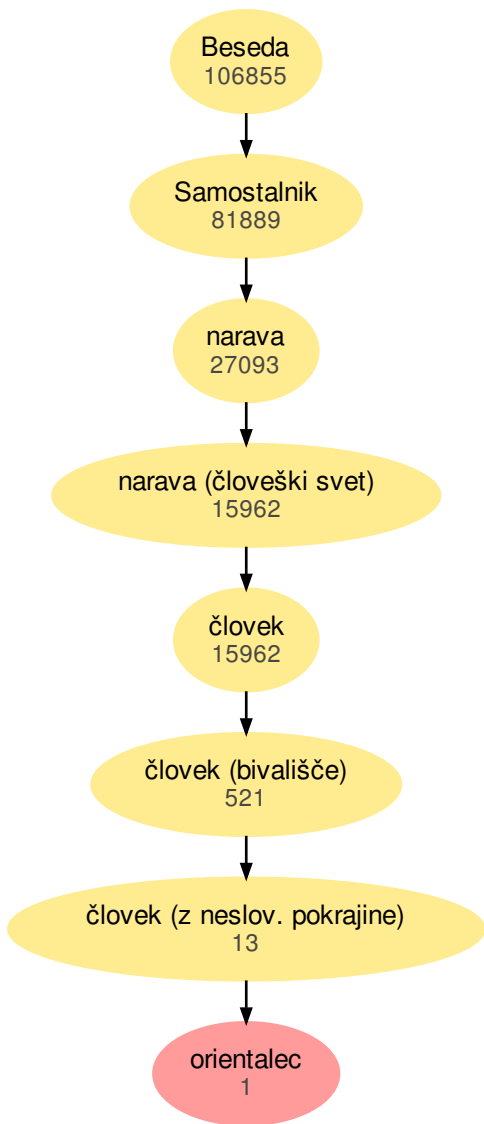 Beseda
106855
Samostalnik
81889
narava
27093
narava (človeški svet)
15962
človek
15962
človek (bivališče)
521
človek (z neslov. pokrajine)
13
orientalec
1